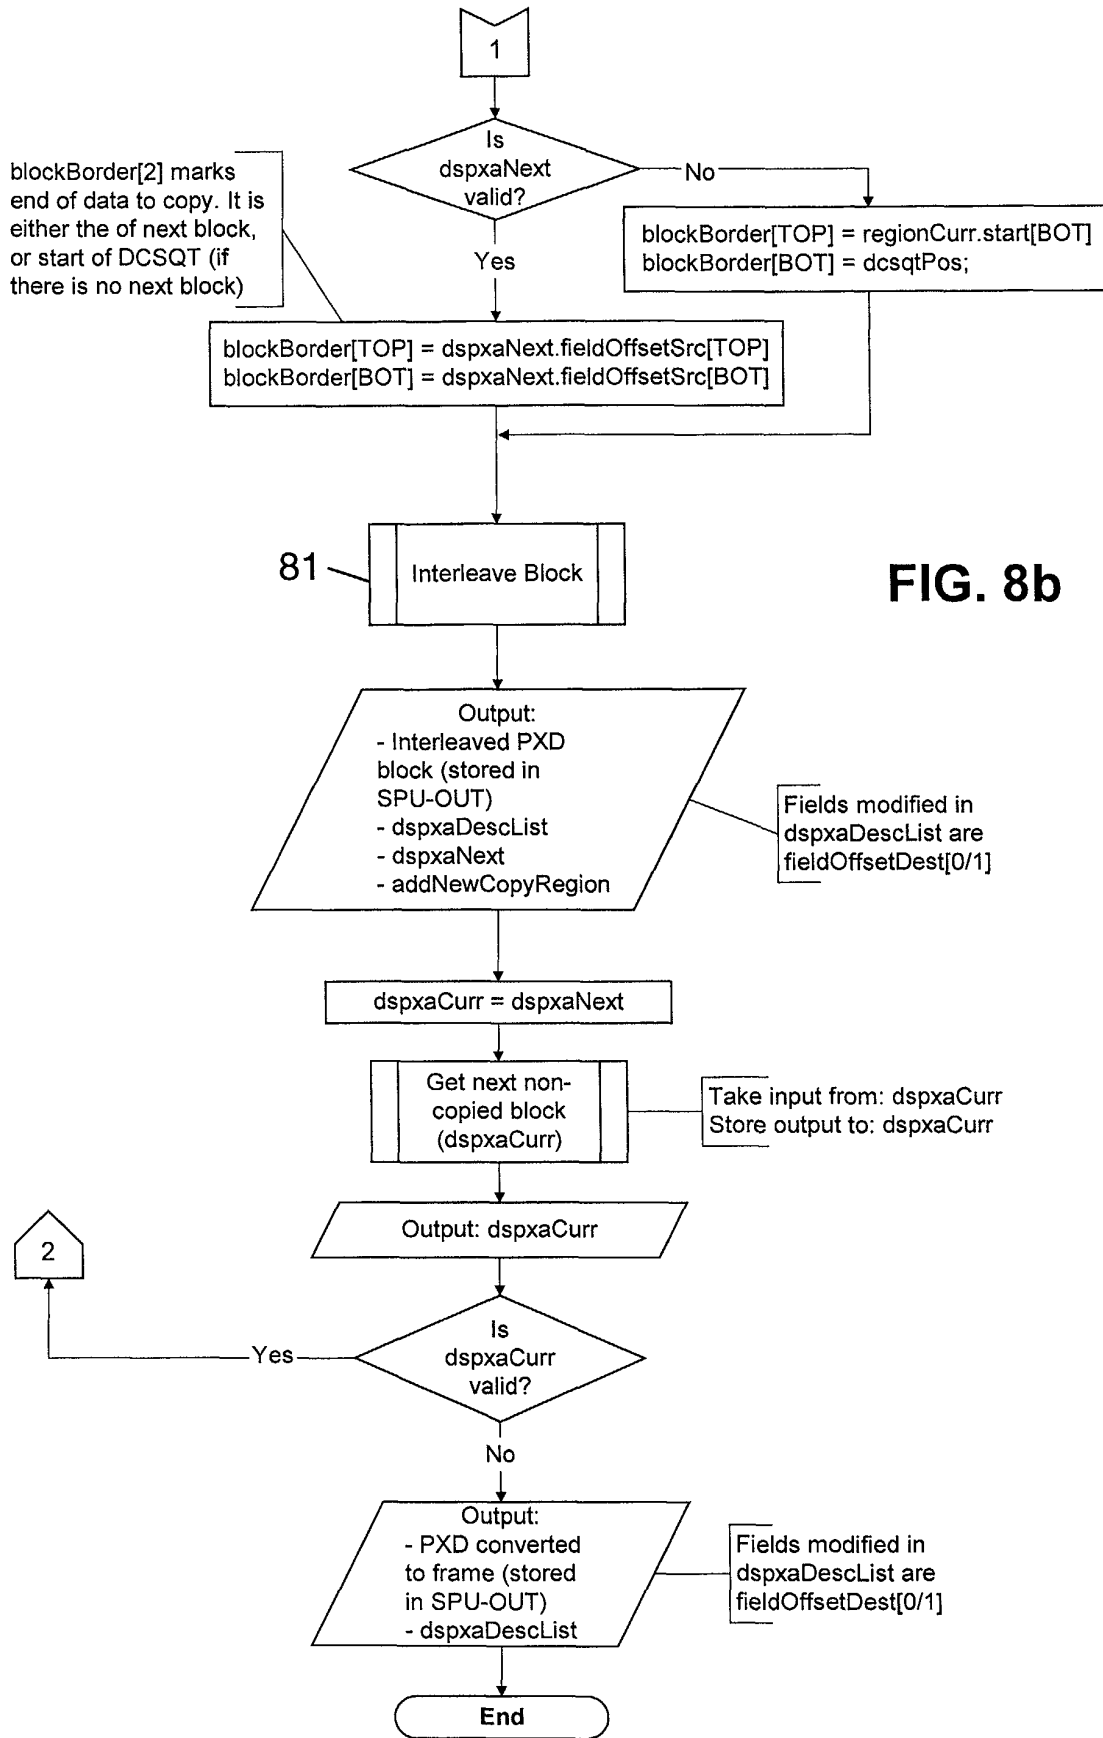 1
Is
dspxaNext
valid?
No
blockBorder[2] marks
end of data to copy. It is
either the of next block,
or start of DCSQT (if
there is no next block)
blockBorder[TOP] = regionCurr.start[BOT]
blockBorder[BOT] = dcsqtPos;
Yes
blockBorder[TOP] = dspxaNext.fieldOffsetSrc[TOP]
blockBorder[BOT] = dspxaNext.fieldOffsetSrc[BOT]
81
Interleave Block
FIG. 8b
Output:
- Interleaved PXD
block (stored in
SPU-OUT)
- dspxaDescList
- dspxaNext
- addNewCopyRegion
Fields modified in
dspxaDescList are
fieldOffsetDest[0/1]
dspxaCurr = dspxaNext
Get next non-
copied block
(dspxaCurr)
Take input from: dspxaCurr
Store output to: dspxaCurr
Output: dspxaCurr
2
Is
dspxaCurr
valid?
Yes
No
Output:
- PXD converted
to frame (stored
in SPU-OUT)
- dspxaDescList
Fields modified in
dspxaDescList are
fieldOffsetDest[0/1]
End